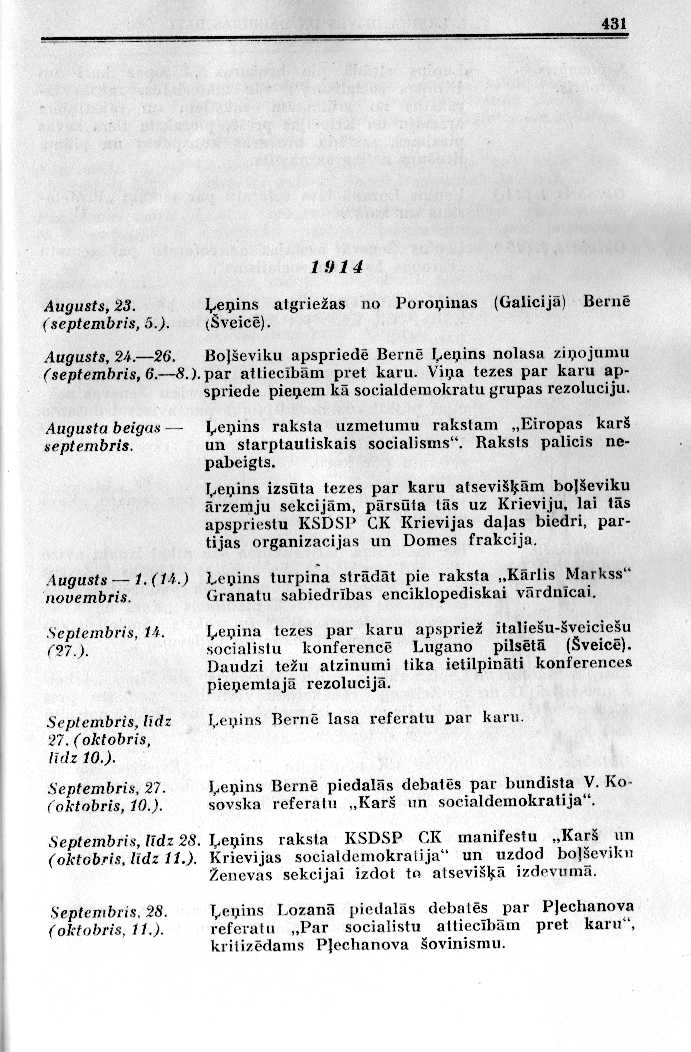 431
1914
Augusts, 23. Ļeņins atgriežas no Poroņinas (Galicijā) Bernē
(septembris, 5.). (Šveicē).
Augusts, 24.—26. Boļševiku apspriedē Bernē Ļeņins nolasa ziņojumu
(septembris, 6.—8.). par attiecībām pret karu. Viņa tezes par karu ap-
spriede pieņem kā socialdemokratu grupas rezoluciju.
Augusta beigas — Ļeņins raksta uzmetumu rakstam „Eiropas karš
septembris. un starptautiskais socialisms“. Raksts palicis ne-
pabeigts.
Ļeņins izsūta tezes par karu atsevišķām boļševiku
ārzemju sekcijām, pārsūta tās uz Krieviju, lai tās
apspriestu KSDSP CK Krievijas daļas biedri, par-
tijas organizacijas un Domes frakcija.
Augusts — 1. (14.) Ļeņins turpina strādāt pie raksta „Kārlis Markss“
novembris. Granatu sabiedrības enciklopediskai vārdnīcai.
Septembris, 14. Ļeņina tezes par karu apspriež italiešu-šveiciešu
(27.). socialistu konferencē Lugano pilsētā (Šveicē).
Daudzi težu atzinumi tika ietilpināti konferences
pieņemtajā rezolucijā.
Septembris, līdz Ļeņins Bernē lasa referatu par karu.
27. (oktobris,
līdz 10.).
Septembris, 27. Ļeņins Bernē piedalās debatēs par bundista V. Ko-
(oktobris, 10.). sovska referatu „Karš un socialdemokratija“.
Septembris, līdz 28. Ļeņins raksta KSDSP CK manifestu „Karš un
(oktobris, līdz 11.). Krievijas socialdemokratija“ un uzdod boļševiku
Ženevas sekcijai izdot to atsevišķā izdevumā.
Septembris, 28. Ļeņins Lozanā piedalās debatēs par Pļechanova
(oktobris, 11.). referatu „Par socialistu attiecībām pret karu“,
kritizēdams Pļechanova šovinismu.